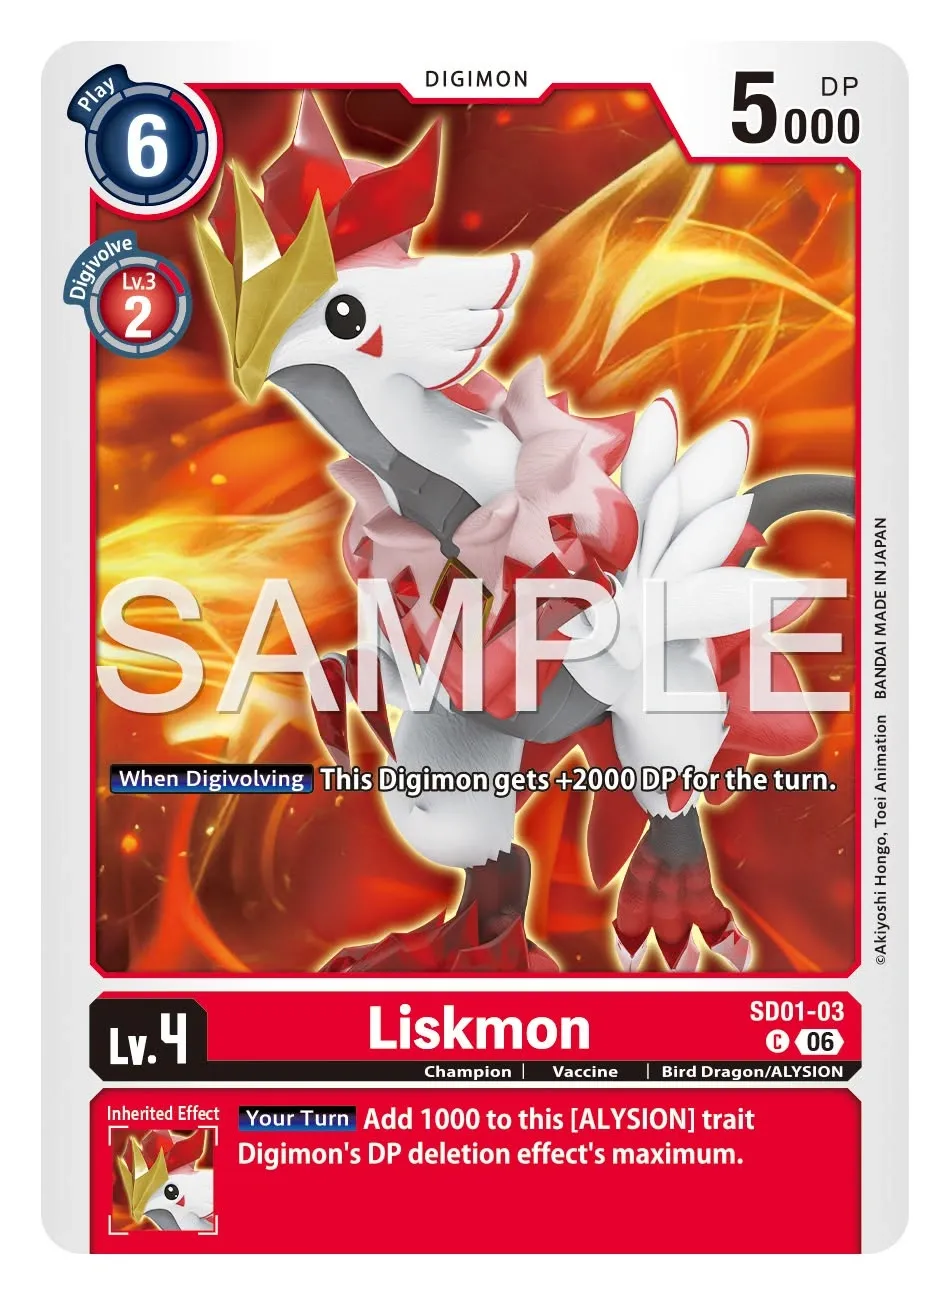 DIGIMON
Play
6
DP
5000
Digivolve
Lv.3
2
SAMPLE
When Digivolving This Digimon gets +2000 DP for the turn.
©Akiyoshi Hongo, Toei Animation BANDAI MADE IN JAPAN
Lv.4
Liskmon
SD01-03
C 06
Champion | Vaccine | Bird Dragon/ALYSION
Inherited Effect
Your Turn Add 1000 to this [ALYSION] trait
Digimon's DP deletion effect's maximum.